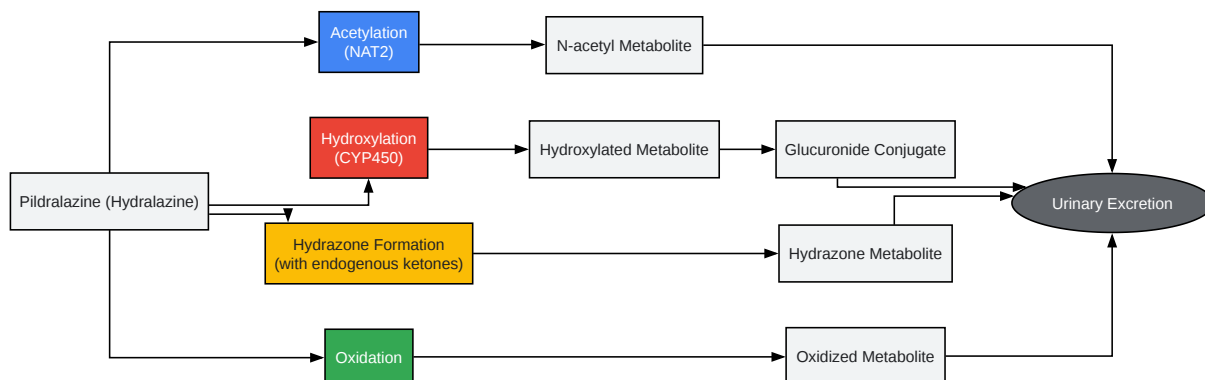 Acetylation
(NAT2)
N-acetyl Metabolite
Hydroxylation
(CYP450)
Hydroxylated Metabolite
Glucuronide Conjugate
Pildralazine (Hydralazine)
Urinary Excretion
Hydrazone Formation
(with endogenous ketones)
Hydrazone Metabolite
Oxidation
Oxidized Metabolite